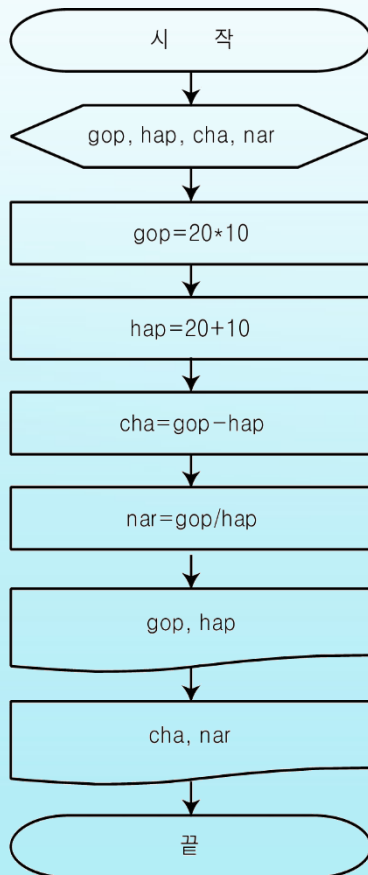 시 작
gop, hap, cha, nar
gop=20*10
hap=20+10
cha=gop-hap
nar=gop/hap
gop, hap
cha, nar
끝